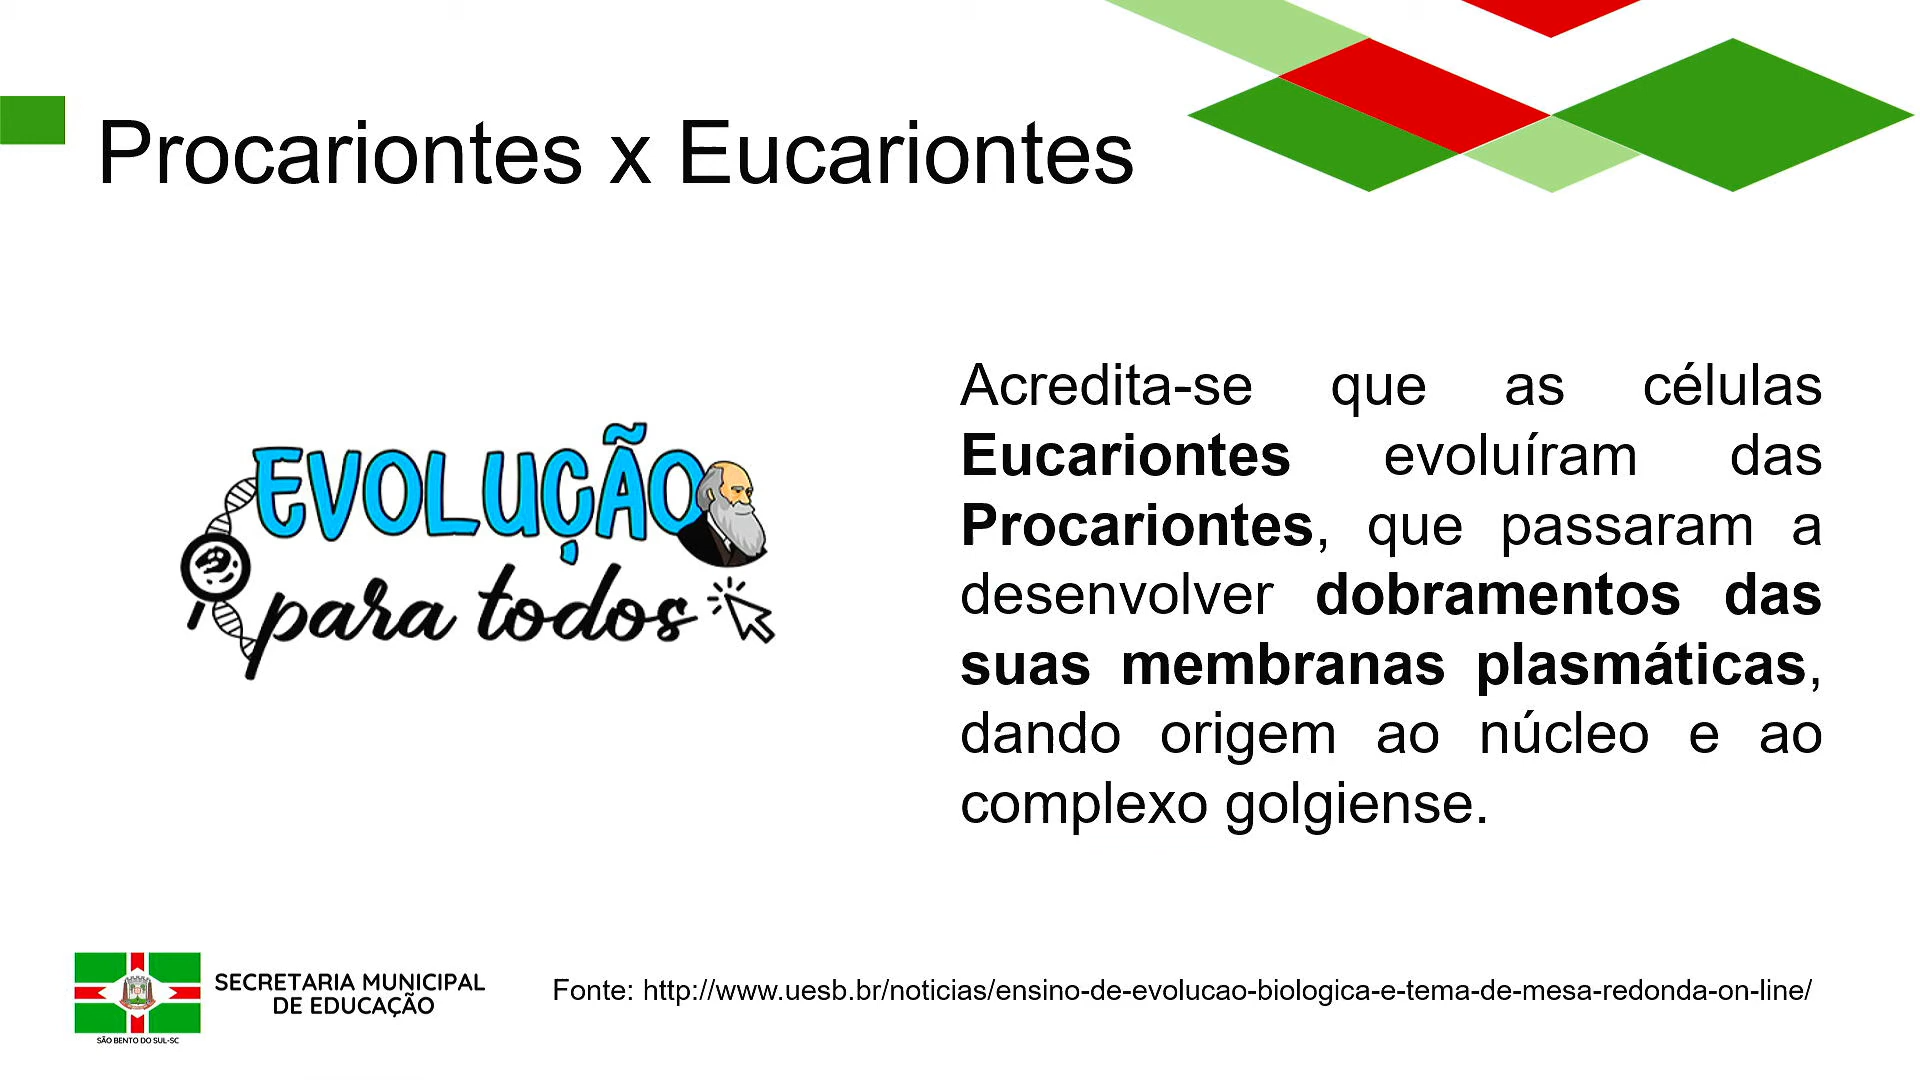 Procariontes x Eucariontes
EVOLUÇÃO
para todos
Acredita-se que as células
Eucariontes evoluíram das
Procariontes, que passaram a
desenvolver dobramentos das
suas membranas plasmáticas,
dando origem ao núcleo e ao
complexo golgiense.
SECRETARIA MUNICIPAL
DE EDUCAÇÃO
SÃO BENTO DO SUL-SC
Fonte: http://www.uesb.br/noticias/ensino-de-evolucao-biologica-e-tema-de-mesa-redonda-on-line/